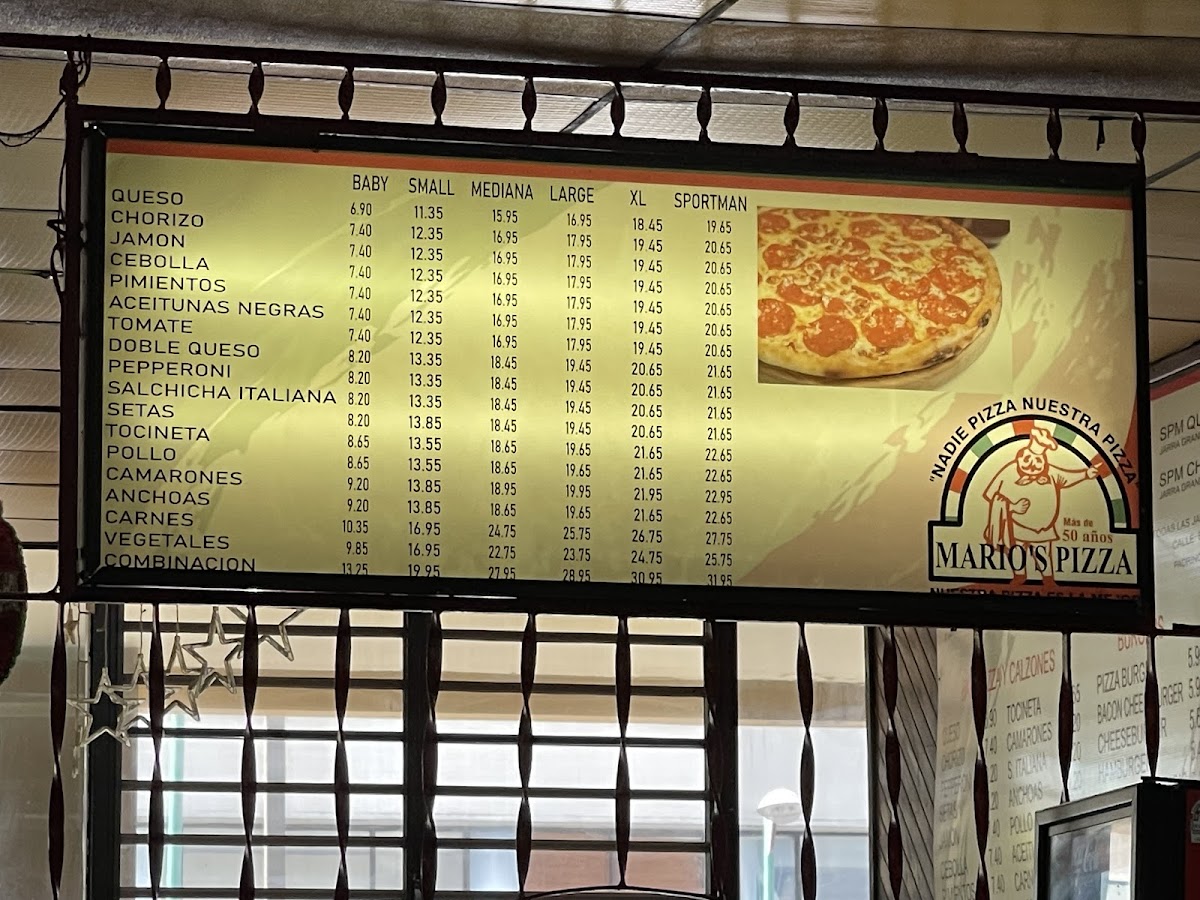 BABY SMALL MEDIANA LARGE XL SPORTMAN
QUESO 6.90 11.35 15.95 16.95 18.45 19.65
CHORIZO 7.40 12.35 16.95 17.95 19.45 20.65
JAMON 7.40 12.35 16.95 17.95 19.45 20.65
CEBOLLA 7.40 12.35 16.95 17.95 19.45 20.65
PIMIENTOS 7.40 12.35 16.95 17.95 19.45 20.65
ACEITUNAS NEGRAS 7.40 12.35 16.95 17.95 19.45 20.65
TOMATE 7.40 12.35 16.95 17.95 19.45 20.65
DOBLE QUESO 8.20 13.35 18.45 19.45 20.65 21.65
PEPPERONI 8.20 13.35 18.45 19.45 20.65 21.65
SALCHICHA ITALIANA 8.20 13.35 18.45 19.45 20.65 21.65
SETAS 8.20 13.85 18.45 19.45 20.65 21.65
TOCINETA 8.65 13.55 18.65 19.65 21.65 22.65
POLLO 8.65 13.55 18.65 19.65 21.65 22.65
CAMARONES 9.20 13.85 18.95 19.95 21.95 22.95
ANCHOAS 9.20 13.85 18.65 19.65 21.65 22.65
CARNES 10.35 16.95 24.75 25.75 26.75 27.75
VEGETALES 9.85 16.95 22.75 23.75 24.75 25.75
COMBINACION 13.25 19.95 27.95 28.95 30.95 31.95
"NADIE PIZZA NUESTRA PIZZA"
Más de
50 años
MARIO'S PIZZA
SPM
SPM
Y CALZONES
TOCINETA
CAMARONES
S. ITALIANA
ANCHOAS
POLLO
PIZZA
BACON
HAMBURGE